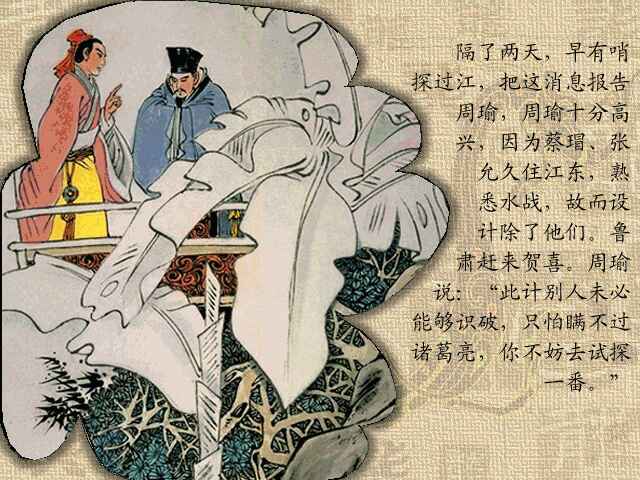 隔了两天，早有哨
探过江，把这消息报告
周瑜，周瑜十分高
兴，因为蔡瑁、张
允久住江东，熟
悉水战，故而设
计除了他们。鲁
肃赶来贺喜。周瑜
说：“此计别人未必
能够识破，只怕瞒不过
诸葛亮，你不妨去试探
一番。”